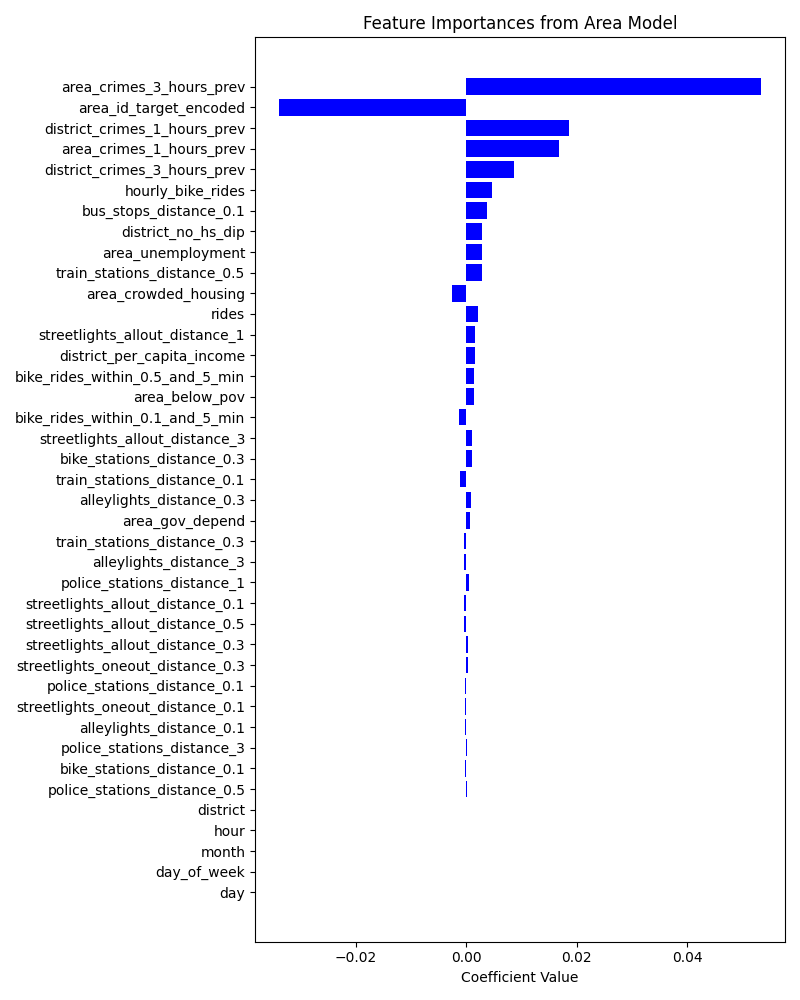 Feature Importances from Area Model
area_crimes_3_hours_prev
area_id_target_encoded
district_crimes_1_hours_prev
area_crimes_1_hours_prev
district_crimes_3_hours_prev
hourly_bike_rides
bus_stops_distance_0.1
district_no_hs_dip
area_unemployment
train_stations_distance_0.5
area_crowded_housing
rides
streetlights_allout_distance_1
district_per_capita_income
bike_rides_within_0.5_and_5_min
area_below_pov
bike_rides_within_0.1_and_5_min
streetlights_allout_distance_3
bike_stations_distance_0.3
train_stations_distance_0.1
alleylights_distance_0.3
area_gov_depend
train_stations_distance_0.3
alleylights_distance_3
police_stations_distance_1
streetlights_allout_distance_0.1
streetlights_allout_distance_0.5
streetlights_allout_distance_0.3
streetlights_oneout_distance_0.3
police_stations_distance_0.1
streetlights_oneout_distance_0.1
alleylights_distance_0.1
police_stations_distance_3
bike_stations_distance_0.1
police_stations_distance_0.5
district
hour
month
day_of_week
day
−0.02 0.00 0.02 0.04
Coefficient Value